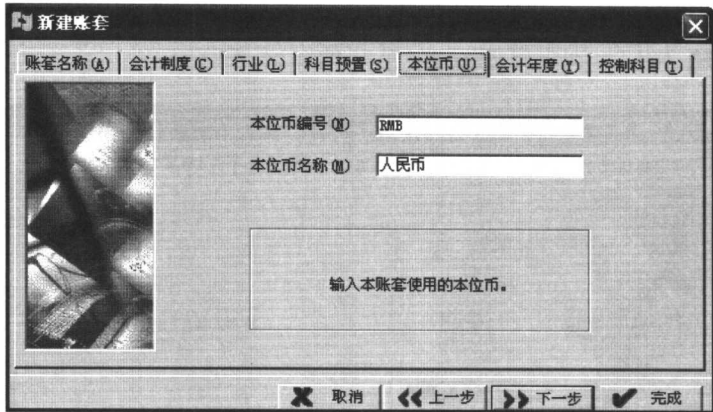 新建账套
账套名称(A) 会计制度(C) 行业(L) 科目预置(S) 本位币(U) 会计年度(Y) 控制科目(T)
本位币编号(N) RMB
本位币名称(M) 人民币
输入本账套使用的本位币。
取消 上一步 下一步 完成